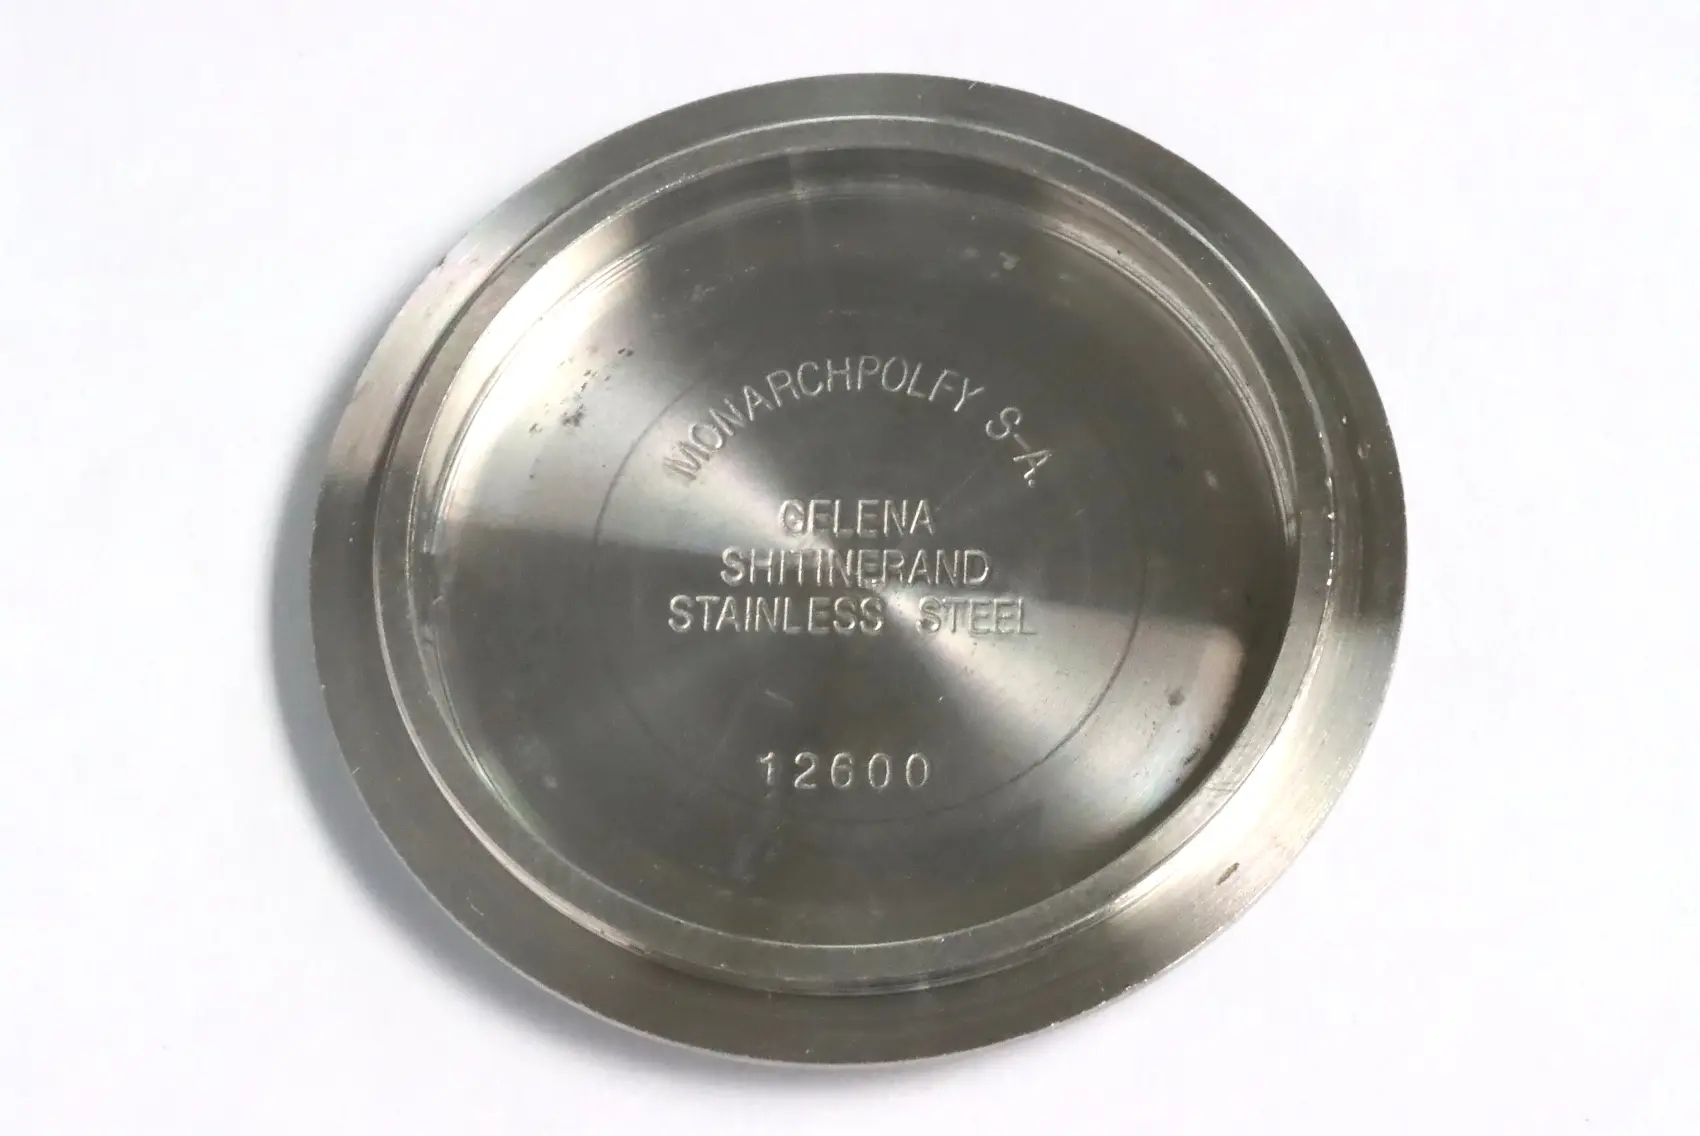 MONARCHPOLFY S-A.
GELENA
SHITINERAND
STAINLESS STEEL
12600